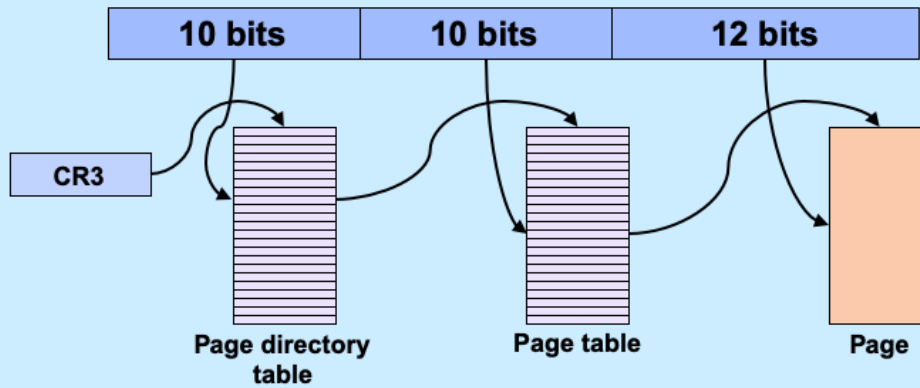 10 bits
10 bits
12 bits
CR3
Page directory
table
Page table
Page